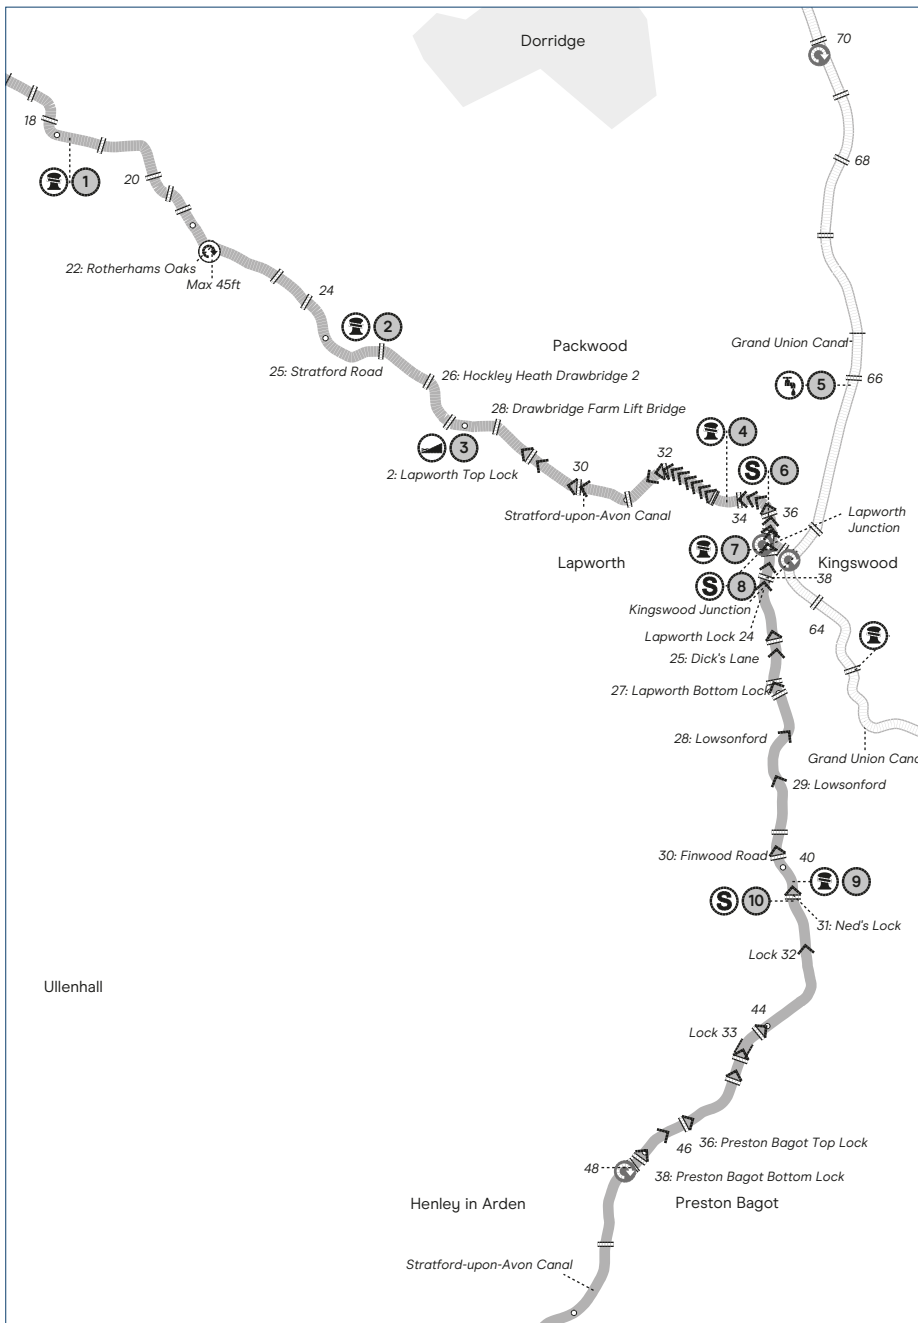 Dorridge
70
18
68
1
20
22: Rotherhams Oaks
Max 45ft
24
2
25: Stratford Road
Packwood
Grand Union Canal
26: Hockley Heath Drawbridge 2
66
5
28: Drawbridge Farm Lift Bridge
4
3
2: Lapworth Top Lock
32
S 6
30
Stratford-upon-Avon Canal
34
36
Lapworth
Junction
7
Lapworth
Kingswood
S 8
38
Kingswood Junction
64
Lapworth Lock 24
25: Dick's Lane
27: Lapworth Bottom Lock
28: Lowsonford
Grand Union Cana
29: Lowsonford
30: Finwood Road
40
9
S 10
31: Ned's Lock
Lock 32
Ullenhall
44
Lock 33
46
36: Preston Bagot Top Lock
48
38: Preston Bagot Bottom Lock
Henley in Arden
Preston Bagot
Stratford-upon-Avon Canal